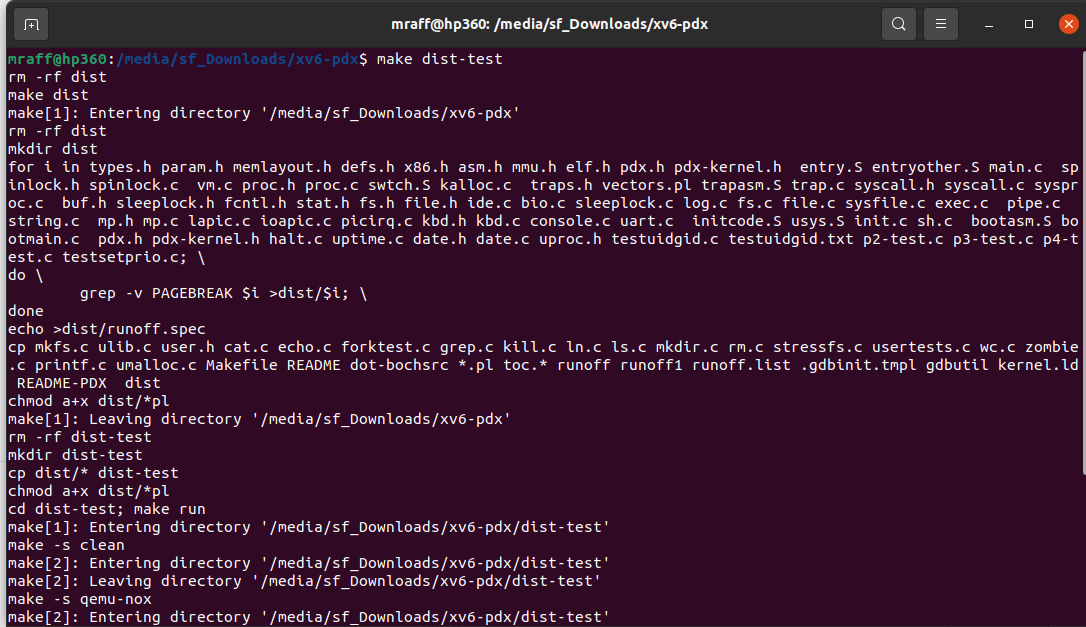 mraff@hp360: /media/sf_Downloads/xv6-pdx
mraff@hp360:/media/sf_Downloads/xv6-pdx$ make dist-test
rm -rf dist
make dist
make[1]: Entering directory '/media/sf_Downloads/xv6-pdx'
rm -rf dist
mkdir dist
for i in types.h param.h memlayout.h defs.h x86.h asm.h mmu.h elf.h pdx.h pdx-kernel.h  entry.S entryother.S main.c  sp
inlock.h spinlock.c  vm.c proc.h proc.c swtch.S kalloc.c  traps.h vectors.pl trapasm.S trap.c syscall.h syscall.c syspr
oc.c  buf.h sleeplock.h fcntl.h stat.h fs.h file.h ide.c bio.c sleeplock.c log.c fs.c file.c sysfile.c exec.c  pipe.c 
string.c  mp.h mp.c lapic.c ioapic.c picirq.c kbd.h kbd.c console.c uart.c  initcode.S usys.S init.c sh.c  bootasm.S bo
otmain.c  pdx.h pdx-kernel.h halt.c uptime.c date.h date.c uproc.h testuidgid.c testuidgid.txt p2-test.c p3-test.c p4-t
est.c testsetprio.c; \
do \
        grep -v PAGEBREAK $i >dist/$i; \
done
echo >dist/runoff.spec
cp mkfs.c ulib.c user.h cat.c echo.c forktest.c grep.c kill.c ln.c ls.c mkdir.c rm.c stressfs.c usertests.c wc.c zombie
.c printf.c umalloc.c Makefile README dot-bochsrc *.pl toc.* runoff runoff1 runoff.list .gdbinit.tmpl gdbutil kernel.ld
 README-PDX  dist
chmod a+x dist/*pl
make[1]: Leaving directory '/media/sf_Downloads/xv6-pdx'
rm -rf dist-test
mkdir dist-test
cp dist/* dist-test
chmod a+x dist/*pl
cd dist-test; make run
make[1]: Entering directory '/media/sf_Downloads/xv6-pdx/dist-test'
make -s clean
make[2]: Entering directory '/media/sf_Downloads/xv6-pdx/dist-test'
make[2]: Leaving directory '/media/sf_Downloads/xv6-pdx/dist-test'
make -s qemu-nox
make[2]: Entering directory '/media/sf_Downloads/xv6-pdx/dist-test'